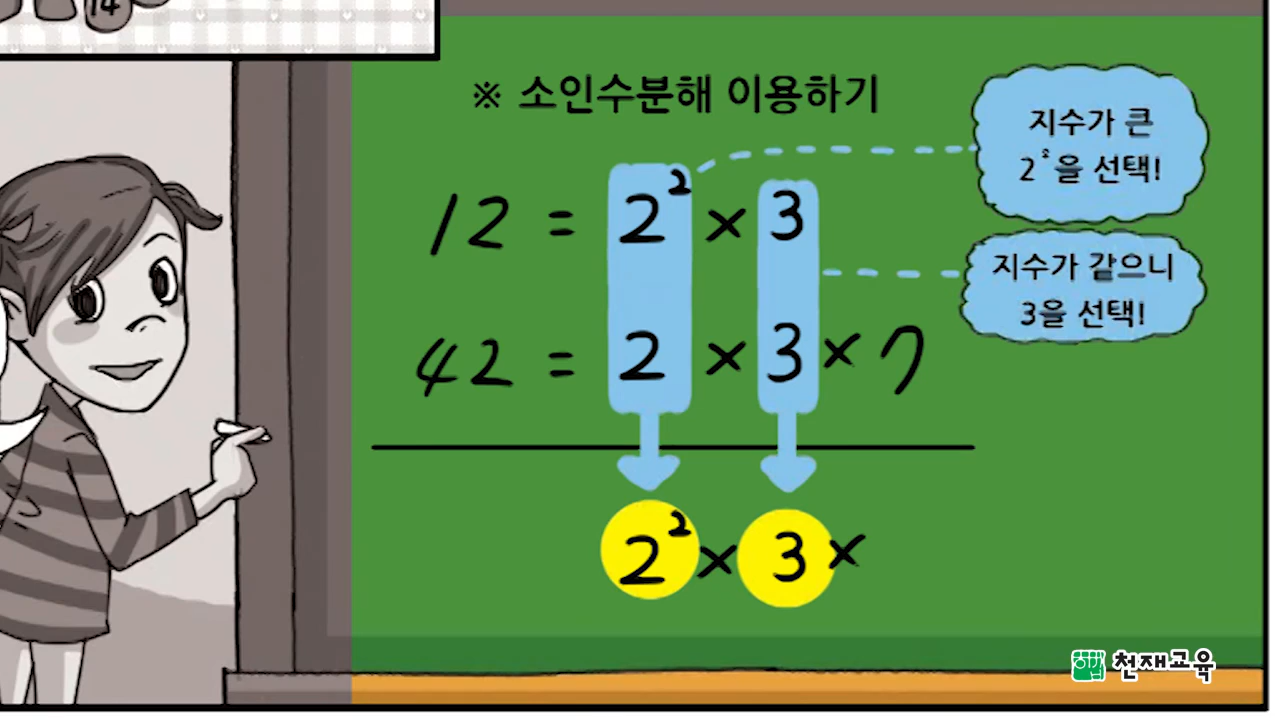 14
※ 소인수분해 이용하기
지수가 큰
2²을 선택!
12 = 2² × 3
지수가 같으니
3을 선택!
42 = 2 × 3 × 7
2² × 3 ×
천재교육